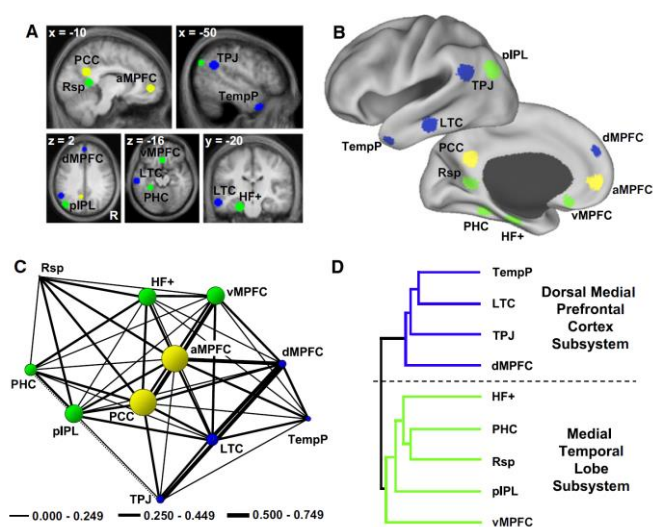 A
x = -10
PCC
Rsp
aMPFC
x = -50
TPJ
TempP
z = 2
dMPFC
pIPL
R
z = -16
vMPFC
LTC
PHC
y = -20
LTC
HF+
B
pIPL
TPJ
LTC
TempP
PCC
Rsp
PHC
HF+
dMPFC
aMPFC
vMPFC
C
Rsp
HF+
vMPFC
aMPFC
dMPFC
PHC
PCC
pIPL
TempP
LTC
TPJ
0.000 - 0.249 0.250 - 0.449 0.500 - 0.749
D
TempP
LTC
TPJ
dMPFC
Dorsal Medial
Prefrontal
Cortex
Subsystem
HF+
PHC
Rsp
pIPL
vMPFC
Medial
Temporal
Lobe
Subsystem